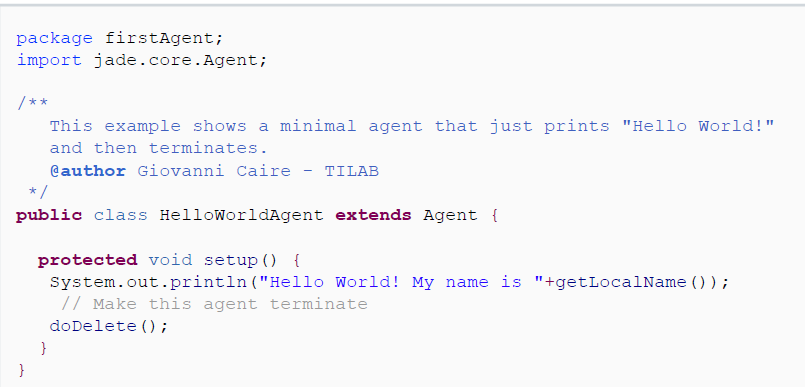 package firstAgent;
import jade.core.Agent;
/**
This example shows a minimal agent that just prints "Hello World!"
and then terminates.
@author Giovanni Caire - TILAB
*/
public class HelloWorldAgent extends Agent {
protected void setup() {
System.out.println("Hello World! My name is "+getLocalName());
// Make this agent terminate
doDelete();
}
}